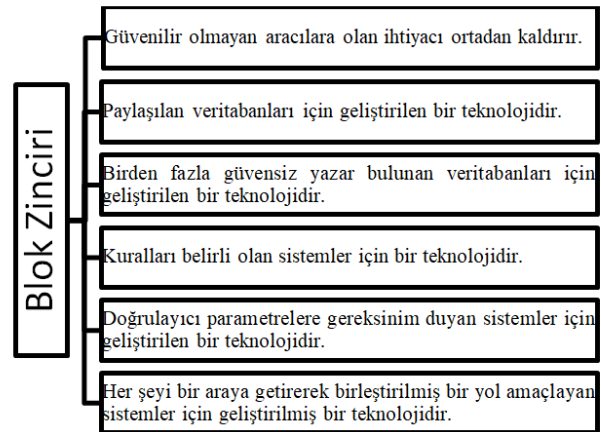 Blok Zinciri
Güvenilir olmayan aracılara olan ihtiyacı ortadan kaldırır.
Paylaşılan veritabanları için geliştirilen bir teknolojidir.
Birden fazla güvensiz yazar bulunan veritabanları için
geliştirilen bir teknolojidir.
Kuralları belirli olan sistemler için bir teknolojidir.
Doğrulayıcı parametrelere gereksinim duyan sistemler için
geliştirilen bir teknolojidir.
Her şeyi bir araya getirerek birleştirilmiş bir yol amaçlayan
sistemler için geliştirilmiş bir teknolojidir.